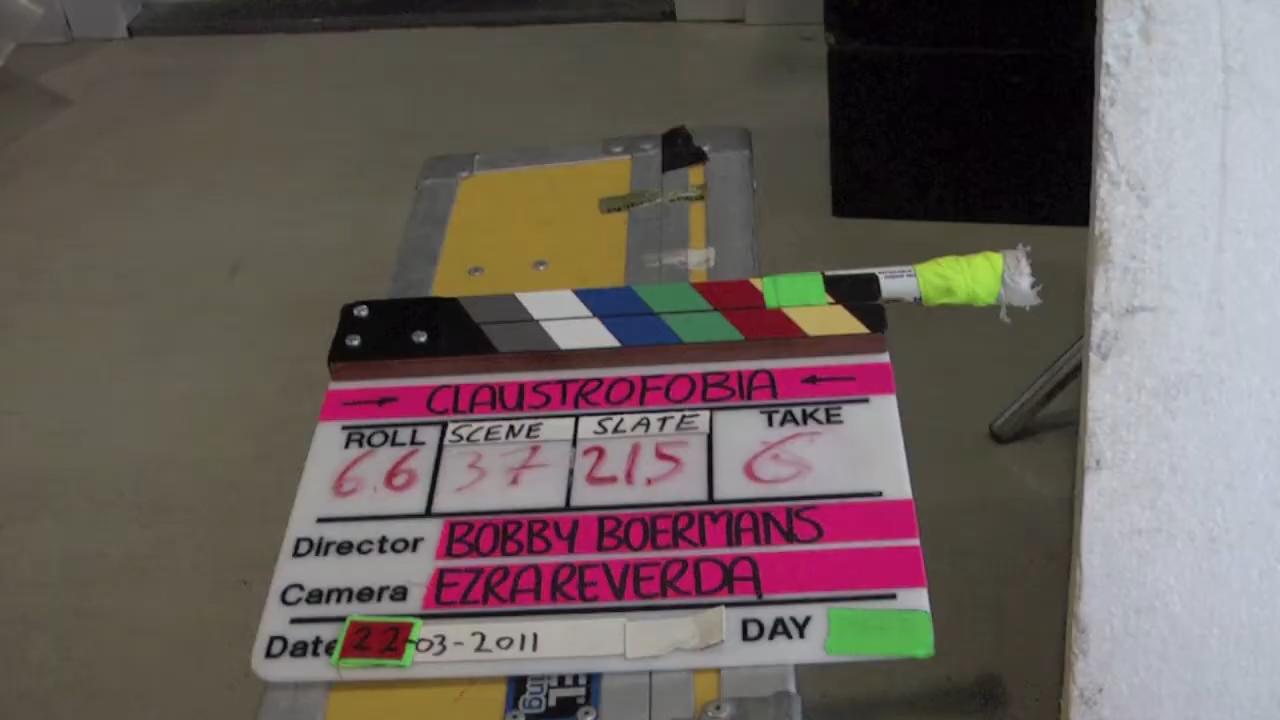 → CLAUSTROFOBIA ←
ROLL SCENE SLATE TAKE
66 37 215 6
Director BOBBY BOERMANS
Camera EZRA REVERDA
Date 22-03-2011 DAY